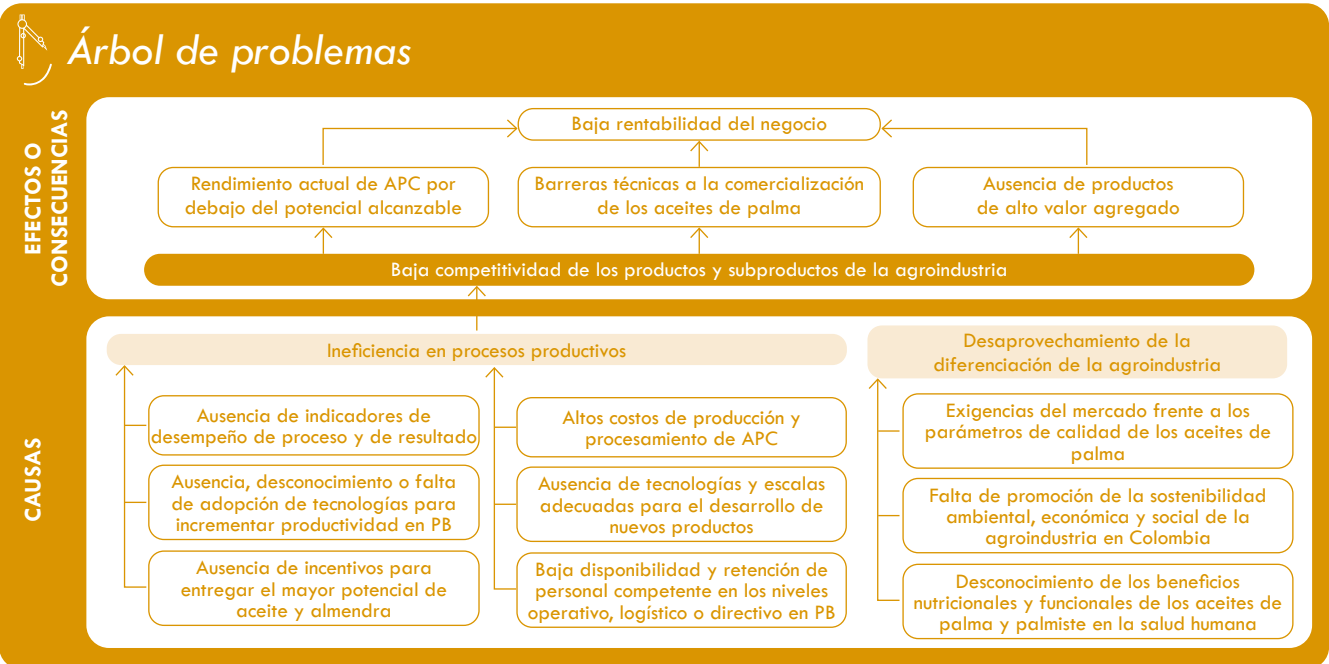 Árbol de problemas
EFECTOS O
CONSECUENCIAS
Baja rentabilidad del negocio
Rendimiento actual de APC por
debajo del potencial alcanzable
Barreras técnicas a la comercialización
de los aceites de palma
Ausencia de productos
de alto valor agregado
Baja competitividad de los productos y subproductos de la agroindustria
CAUSAS
Ineficiencia en procesos productivos
Ausencia de indicadores de
desempeño de proceso y de resultado
Ausencia, desconocimiento o falta
de adopción de tecnologías para
incrementar productividad en PB
Ausencia de incentivos para
entregar el mayor potencial de
aceite y almendra
Altos costos de producción y
procesamiento de APC
Ausencia de tecnologías y escalas
adecuadas para el desarrollo de
nuevos productos
Baja disponibilidad y retención de
personal competente en los niveles
operativo, logístico o directivo en PB
Desaprovechamiento de la
diferenciación de la agroindustria
Exigencias del mercado frente a los
parámetros de calidad de los aceites de
palma
Falta de promoción de la sostenibilidad
ambiental, económica y social de la
agroindustria en Colombia
Desconocimiento de los beneficios
nutricionales y funcionales de los aceites de
palma y palmiste en la salud humana